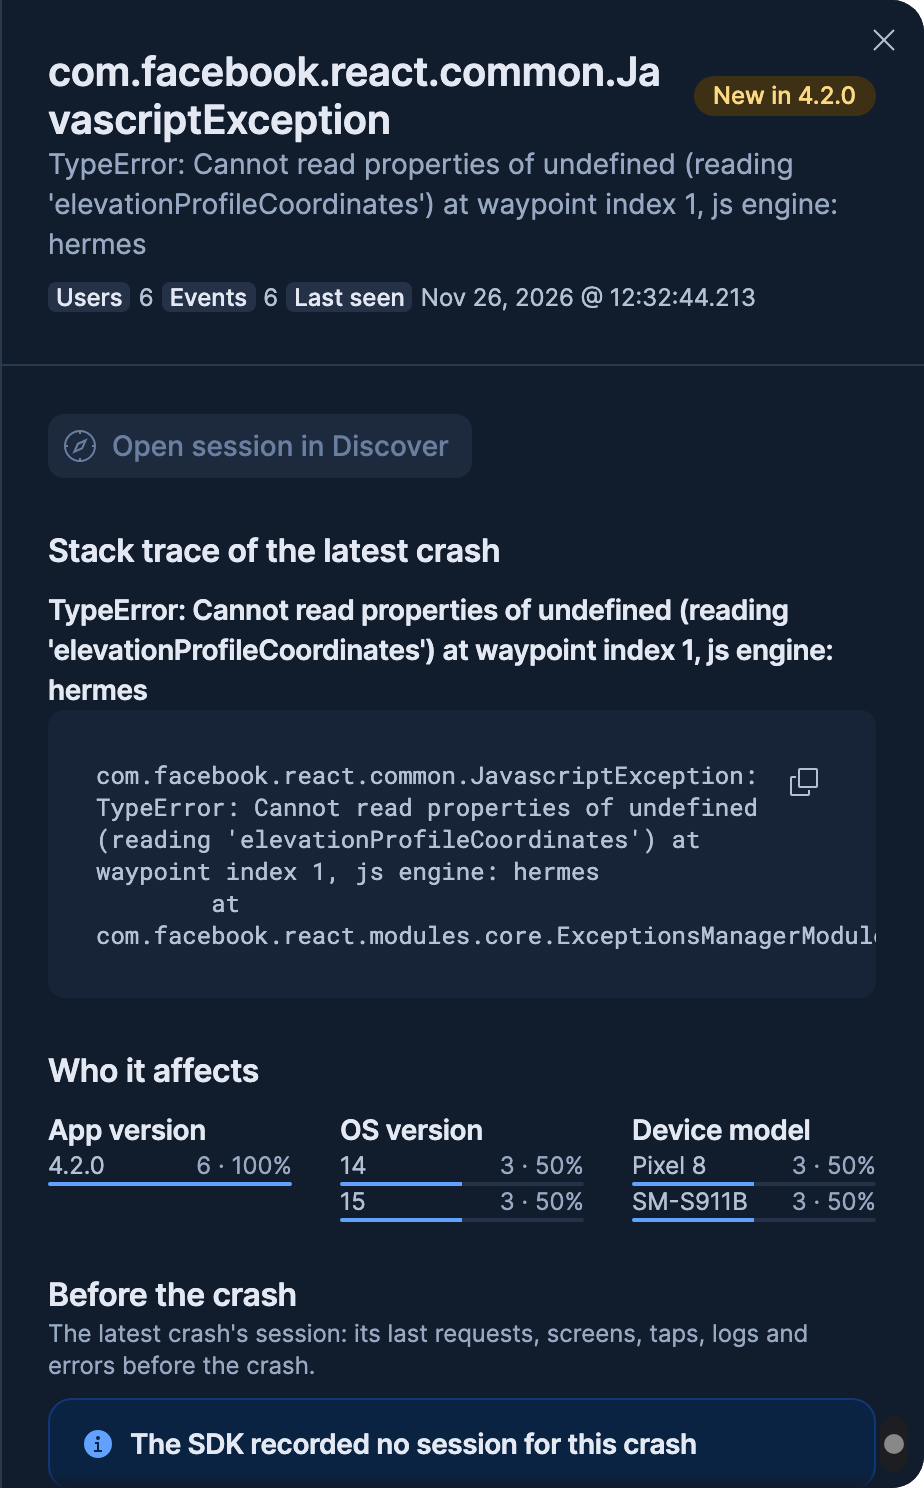 com.facebook.react.common.Ja
vascriptException
New in 4.2.0
TypeError: Cannot read properties of undefined (reading
'elevationProfileCoordinates') at waypoint index 1, js engine:
hermes
Users 6 Events 6 Last seen Nov 26, 2026 @ 12:32:44.213
Open session in Discover
Stack trace of the latest crash
TypeError: Cannot read properties of undefined (reading
'elevationProfileCoordinates') at waypoint index 1, js engine:
hermes
com.facebook.react.common.JavascriptException:
TypeError: Cannot read properties of undefined
(reading 'elevationProfileCoordinates') at
waypoint index 1, js engine: hermes
at
com.facebook.react.modules.core.ExceptionsManagerModule
Who it affects
App version
4.2.0 6 · 100%
OS version
14 3 · 50%
15 3 · 50%
Device model
Pixel 8 3 · 50%
SM-S911B 3 · 50%
Before the crash
The latest crash's session: its last requests, screens, taps, logs and
errors before the crash.
The SDK recorded no session for this crash